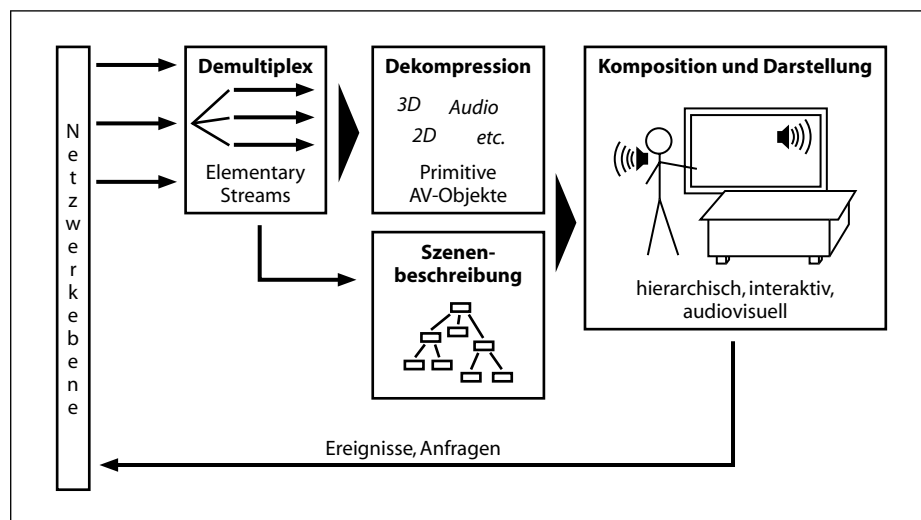 Netzwerkebene
Demultiplex
Elementary
Streams
Dekompression
3D Audio
2D etc.
Primitive
AV-Objekte
Szenen-
beschreibung
Komposition und Darstellung
hierarchisch, interaktiv,
audiovisuell
Ereignisse, Anfragen